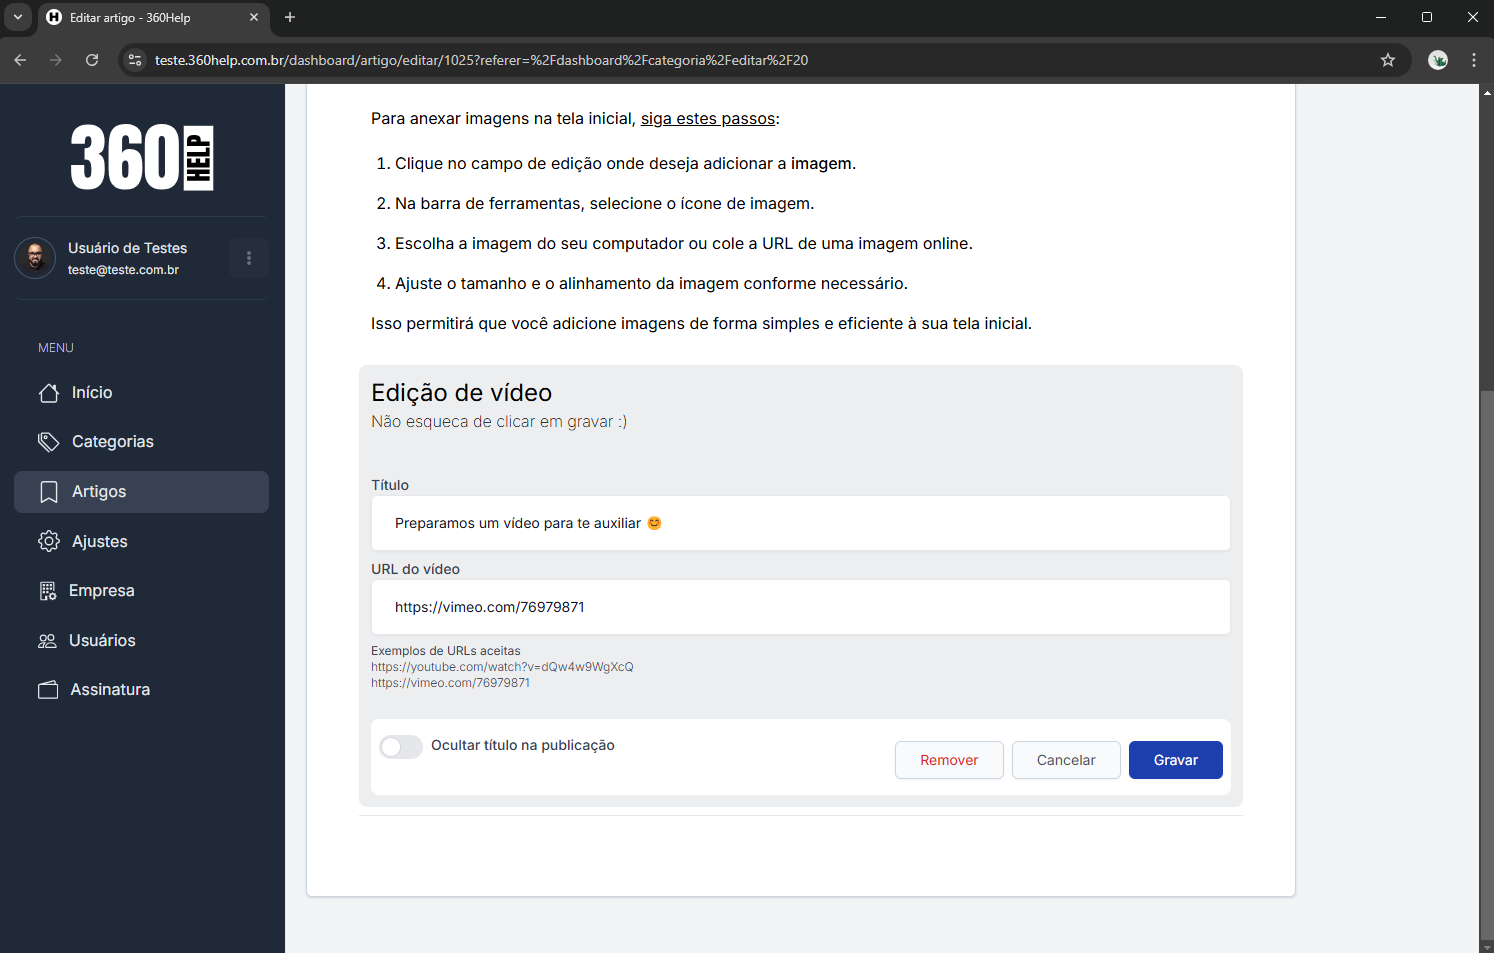 Editar artigo - 360Help
teste.360help.com.br/dashboard/artigo/editar/1025?referer=%2Fdashboard%2Fcategoria%2Feditar%2F20
360 HELP
Usuário de Testes
teste@teste.com.br
MENU
Início
Categorias
Artigos
Ajustes
Empresa
Usuários
Assinatura
Para anexar imagens na tela inicial, siga estes passos:
1. Clique no campo de edição onde deseja adicionar a imagem.
2. Na barra de ferramentas, selecione o ícone de imagem.
3. Escolha a imagem do seu computador ou cole a URL de uma imagem online.
4. Ajuste o tamanho e o alinhamento da imagem conforme necessário.
Isso permitirá que você adicione imagens de forma simples e eficiente à sua tela inicial.
Edição de vídeo
Não esqueca de clicar em gravar :)
Título
Preparamos um vídeo para te auxiliar 😊
URL do vídeo
https://vimeo.com/76979871
Exemplos de URLs aceitas
https://youtube.com/watch?v=dQw4w9WgXcQ
https://vimeo.com/76979871
Ocultar título na publicação
Remover
Cancelar
Gravar